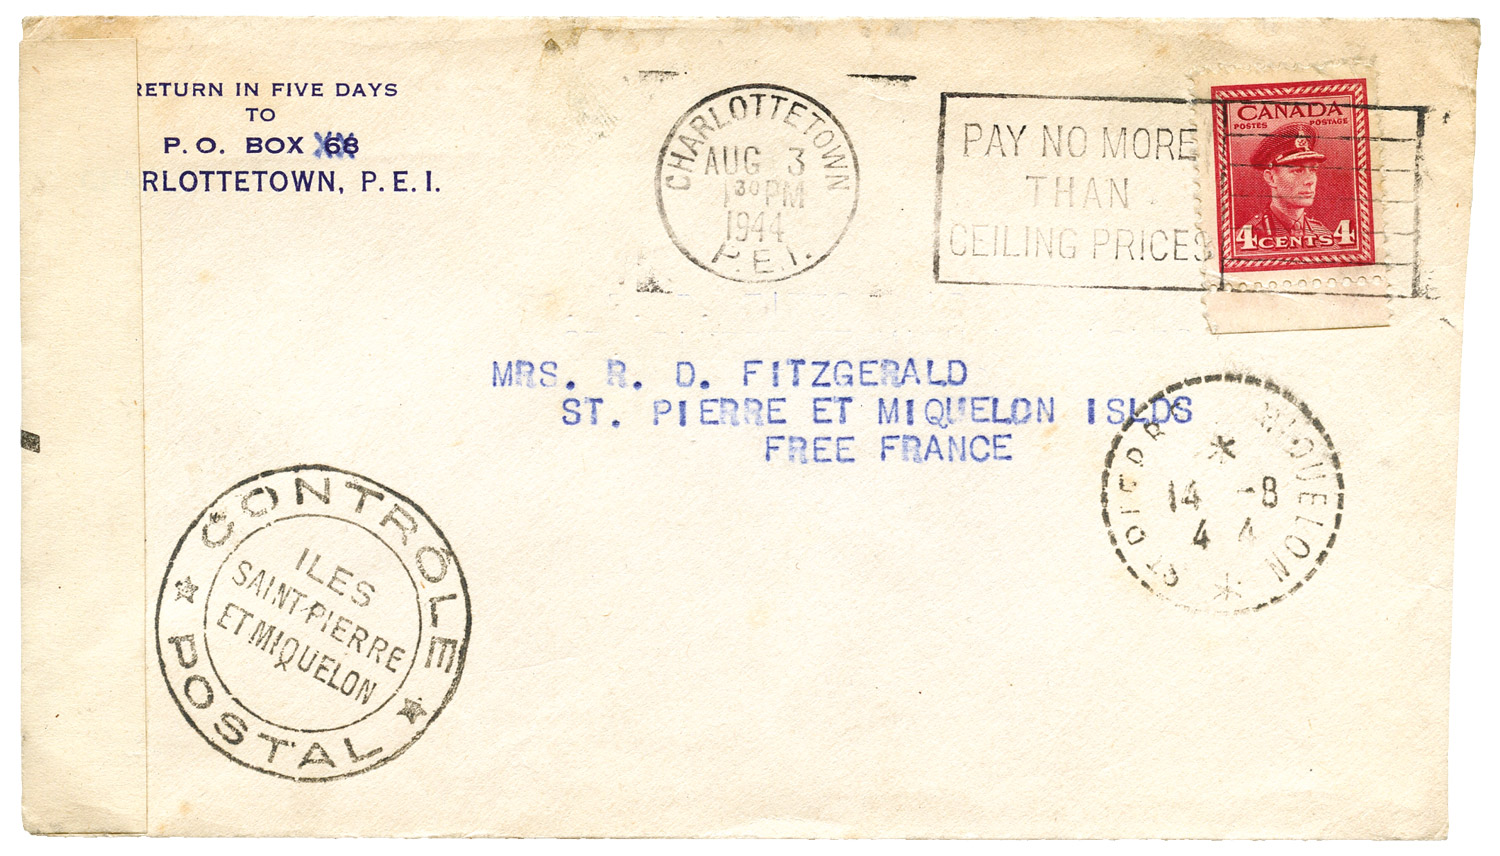 RETURN IN FIVE DAYS
TO
P. O. BOX 68
RLOTTETOWN, P. E. I.
CHARLOTTETOWN
AUG 3
1 30 PM
1944
P.E.I.
PAY NO MORE
THAN
CEILING PRICES
CANADA
POSTES POSTAGE
4 CENTS 4
MRS. R. D. FITZGERALD
ST. PIERRE ET MIQUELON ISLDS
FREE FRANCE
ST PIERRE MIQUELON
14 -8
4 4
CONTRÔLE
ILES
SAINT-PIERRE
ET MIQUELON
POSTAL